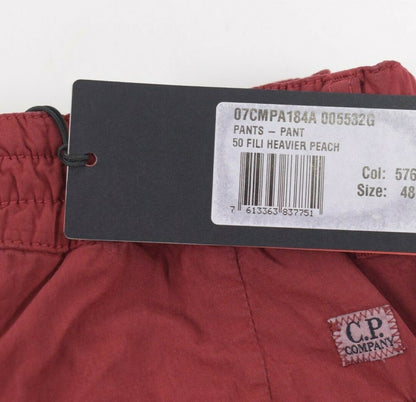 07CMPA184A 005532G
PANTS - PANT
50 FILI HEAVIER PEACH
Col: 576
Size: 48
7 613363 837751
C.P.
COMPANY